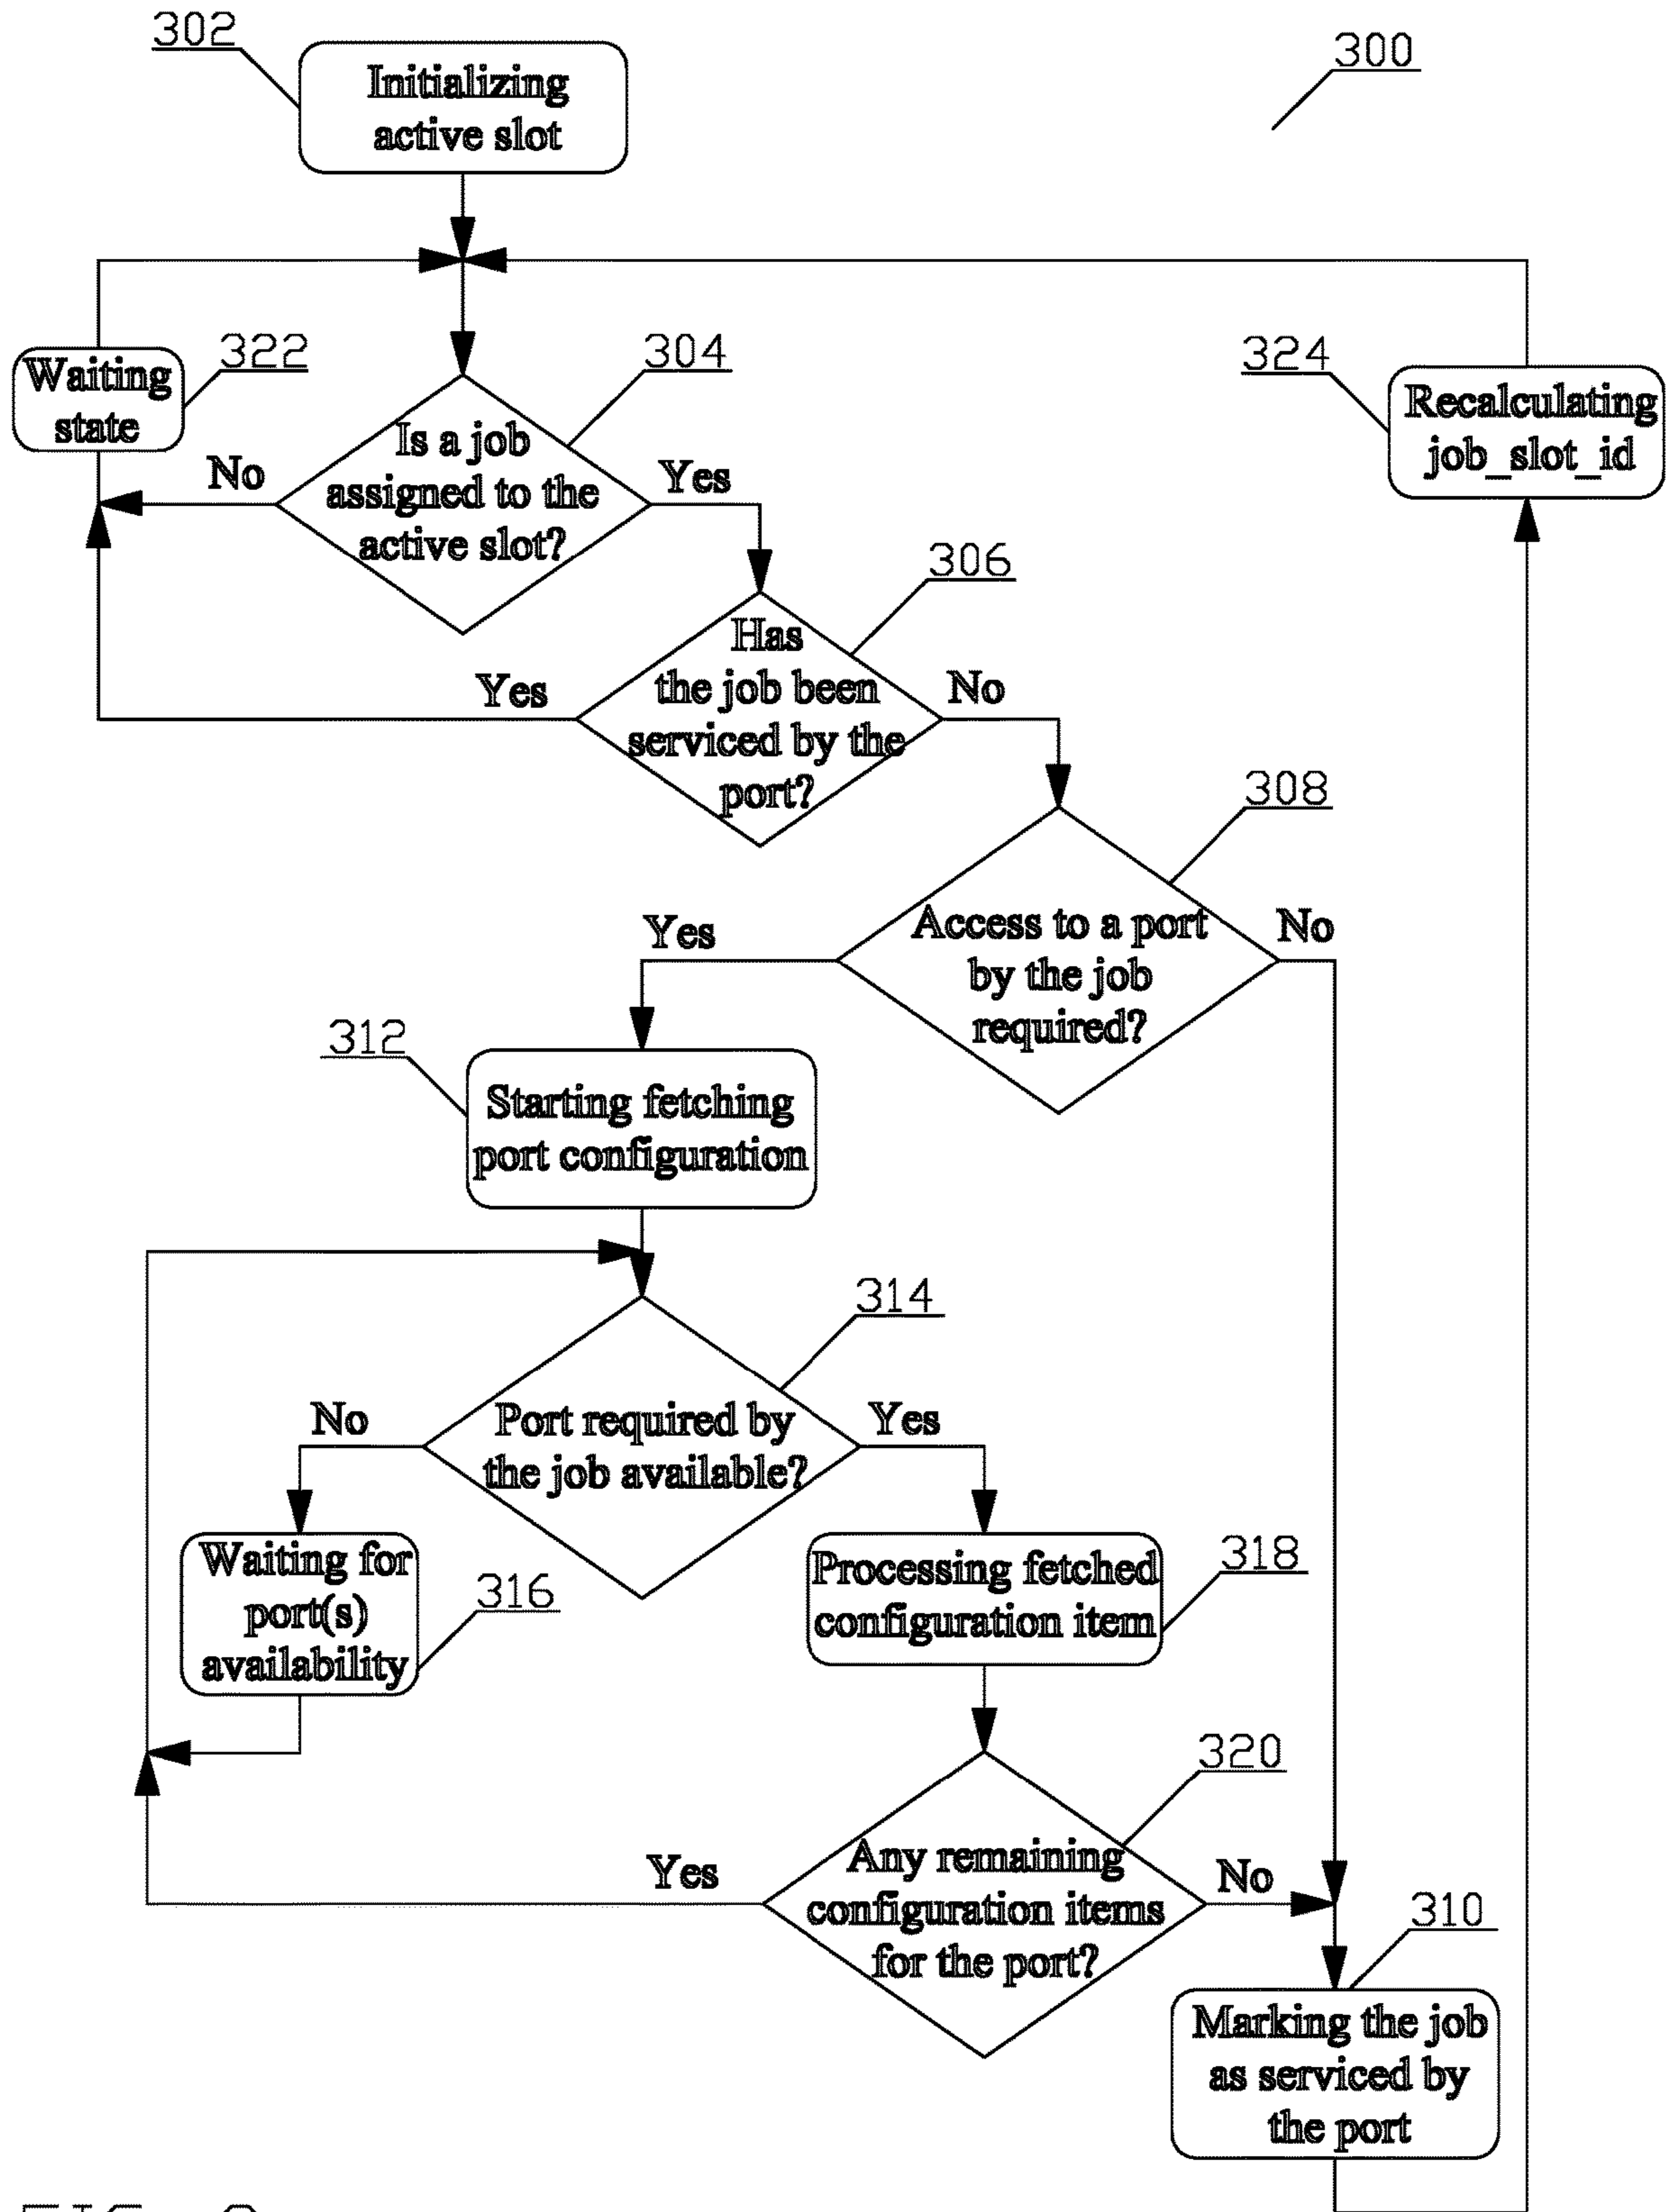 302
Initializing
active slot
300
Waiting
state
322
304
Is a job
assigned to the
active slot?
No
Yes
324
Recalculating
job_slot_id
306
Has
the job been
serviced by the
port?
Yes
No
308
Access to a port
by the job
required?
Yes
No
312
Starting fetching
port configuration
314
Port required by
the job available?
No
Yes
Waiting for
port(s)
availability
316
Processing fetched
configuration item
318
320
Any remaining
configuration items
for the port?
Yes
No
310
Marking the job
as serviced by
the port